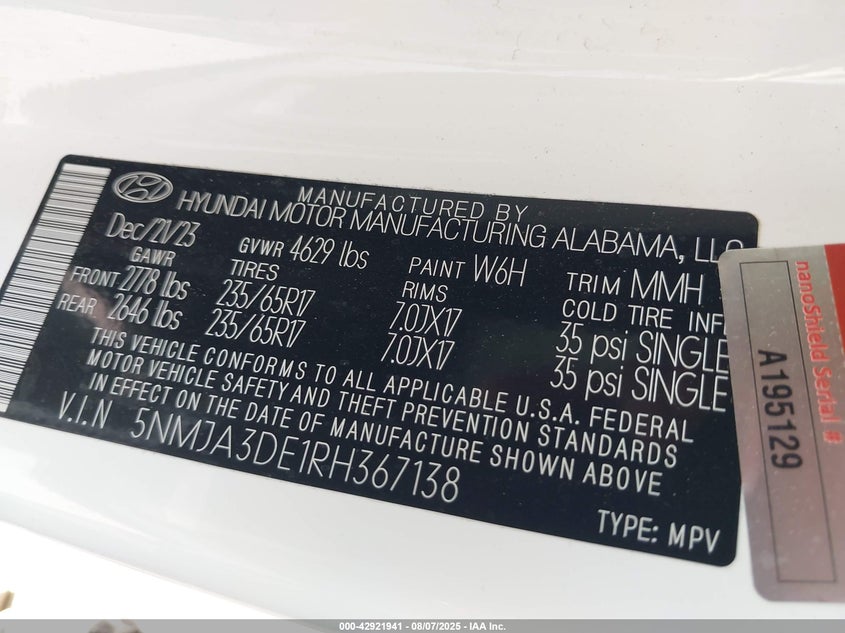 MANUFACTURED BY
HYUNDAI MOTOR MANUFACTURING ALABAMA, LLC
Dec/21/23 GVWR 4629 lbs PAINT W6H TRIM MMH
GAWR TIRES RIMS COLD TIRE INF
FRONT 2778 lbs 235/65R17 7.0JX17 35 psi SINGLE
REAR 2646 lbs 235/65R17 7.0JX17 35 psi SINGLE
THIS VEHICLE CONFORMS TO ALL APPLICABLE U.S.A. FEDERAL
MOTOR VEHICLE SAFETY AND THEFT PREVENTION STANDARDS
IN EFFECT ON THE DATE OF MANUFACTURE SHOWN ABOVE
V.I.N 5NMJA3DE1RH367138
TYPE: MPV
nanoShield Serial #
A195129
000-42921941 - 08/07/2025 - IAA Inc.